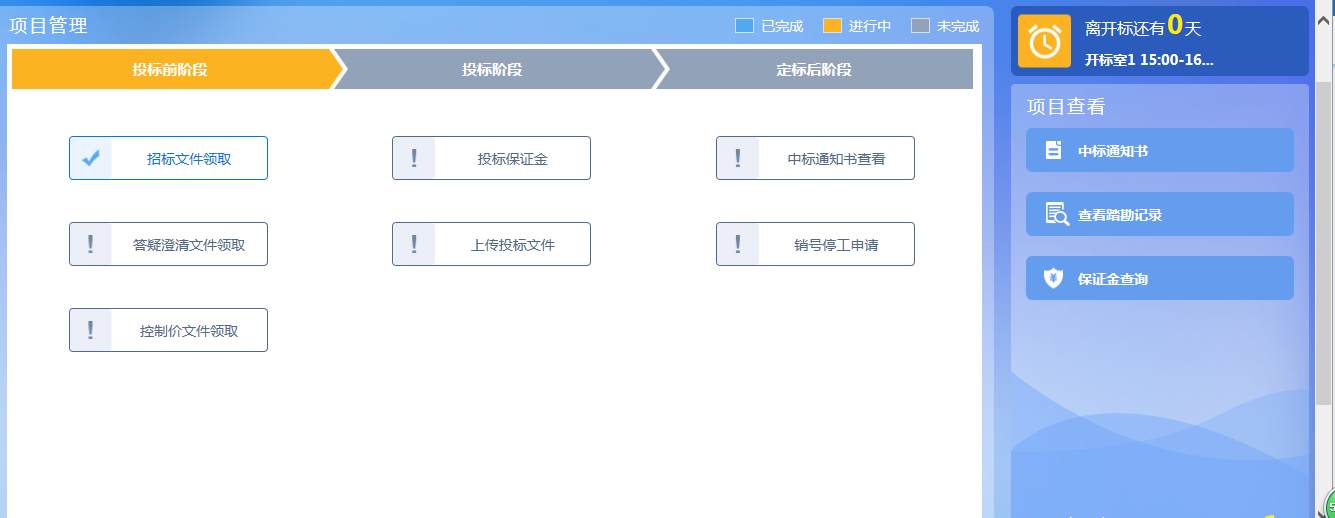 项目管理
已完成 进行中 未完成
投标前阶段 投标阶段 定标后阶段
招标文件领取 投标保证金 中标通知书查看
答疑澄清文件领取 上传投标文件 销号停工申请
控制价文件领取
离开标还有0天
开标室1 15:00-16...
项目查看
中标通知书
查看踏勘记录
保证金查询